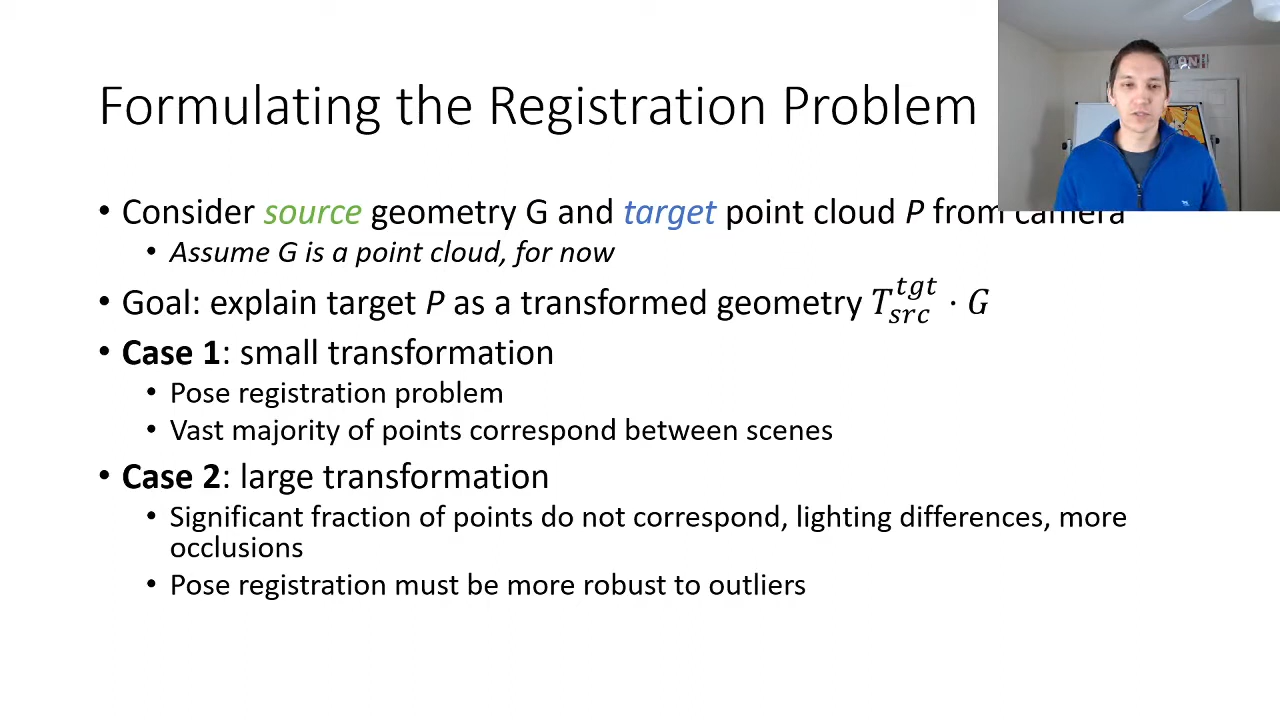 Formulating the Registration Problem
• Consider source geometry G and target point cloud P from camera
• Assume G is a point cloud, for now
• Goal: explain target P as a transformed geometry T_{src}^{tgt} · G
• Case 1: small transformation
• Pose registration problem
• Vast majority of points correspond between scenes
• Case 2: large transformation
• Significant fraction of points do not correspond, lighting differences, more
occlusions
• Pose registration must be more robust to outliers